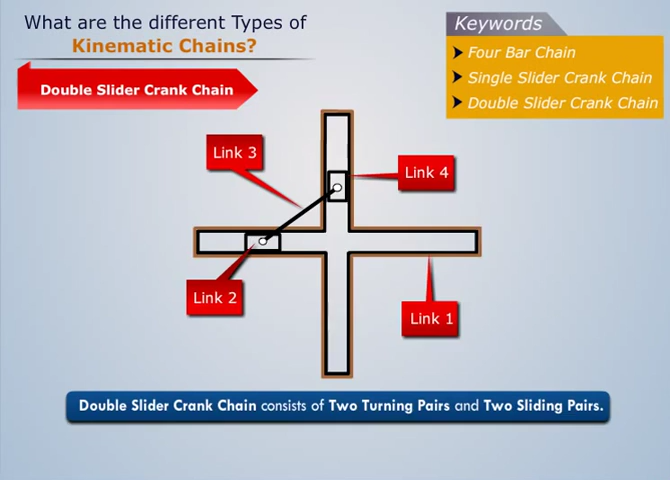 What are the different Types of
Kinematic Chains?
Keywords
Four Bar Chain
Single Slider Crank Chain
Double Slider Crank Chain
Double Slider Crank Chain
Link 3
Link 4
Link 2
Link 1
Double Slider Crank Chain consists of Two Turning Pairs and Two Sliding Pairs.